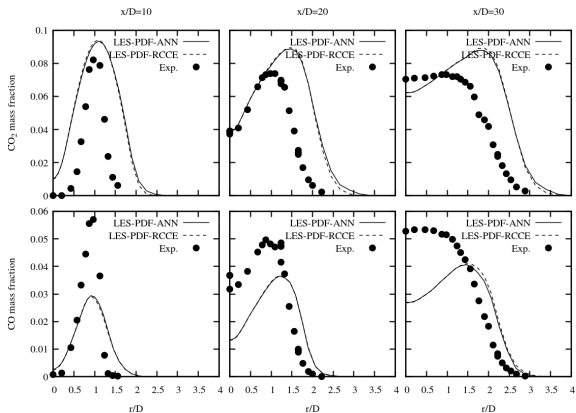 x/D=10 x/D=20 x/D=30
0.1
0.08
0.06
0.04
0.02
0
CO₂ mass fraction
LES-PDF-ANN
LES-PDF-RCCE
Exp.
LES-PDF-ANN
LES-PDF-RCCE
Exp.
LES-PDF-ANN
LES-PDF-RCCE
Exp.
0.06
0.05
0.04
0.03
0.02
0.01
0
CO mass fraction
LES-PDF-ANN
LES-PDF-RCCE
Exp.
LES-PDF-ANN
LES-PDF-RCCE
Exp.
LES-PDF-ANN
LES-PDF-RCCE
Exp.
0 0.5 1 1.5 2 2.5 3 3.5 4 0 0.5 1 1.5 2 2.5 3 3.5 4 0 0.5 1 1.5 2 2.5 3 3.5 4
r/D r/D r/D